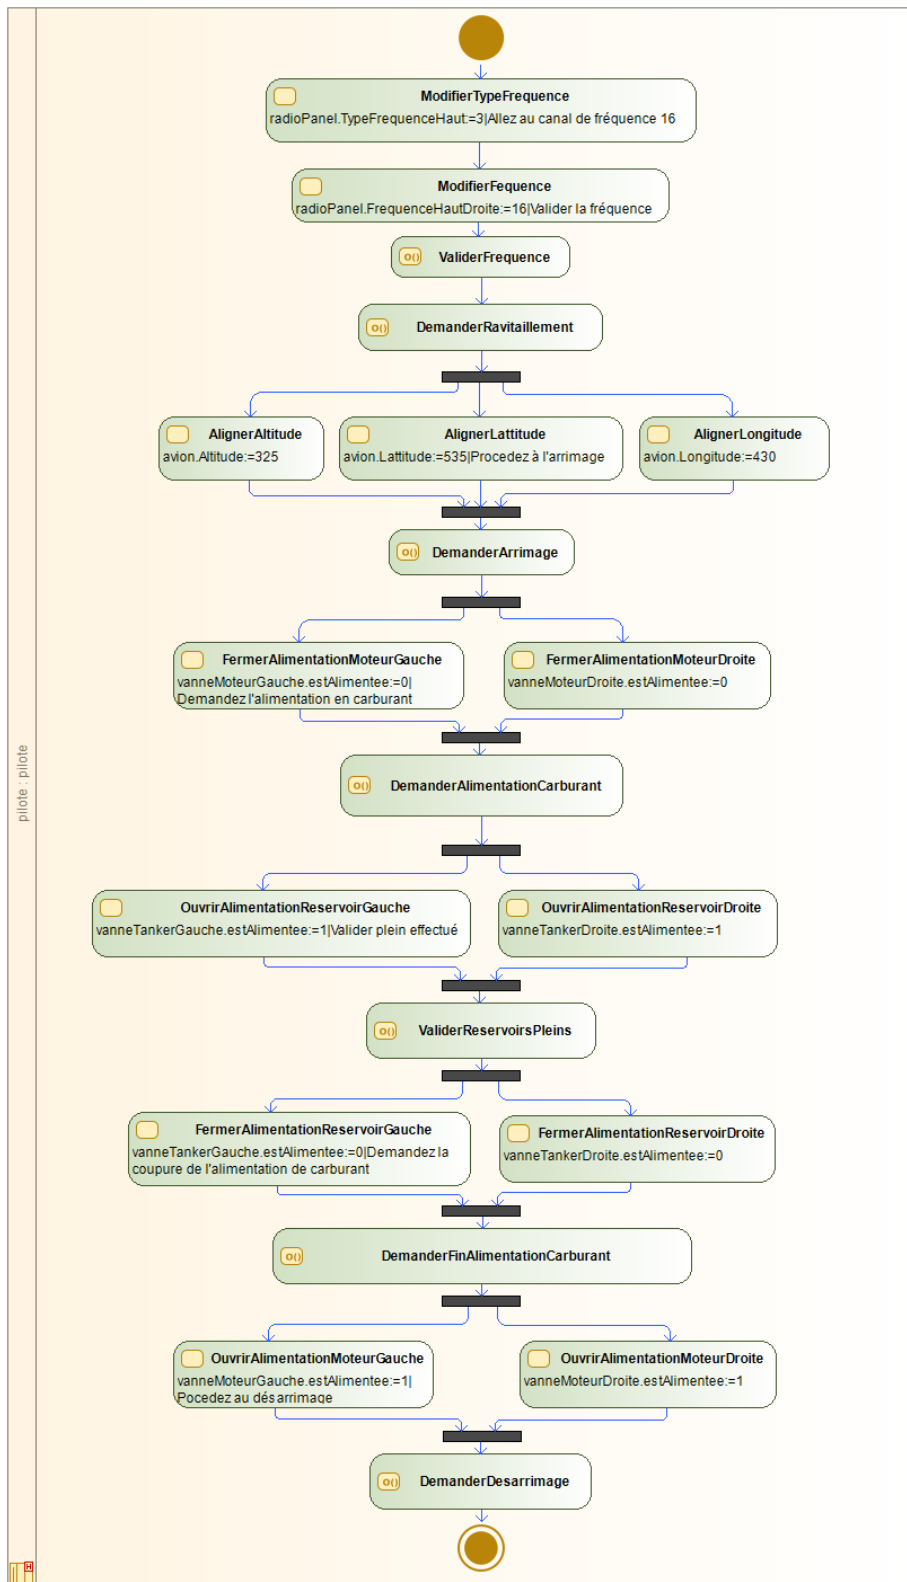 ModifierTypeFrequence
radioPanel.TypeFrequenceHaut:=3|Allez au canal de fréquence 16
ModifierFequence
radioPanel.FrequenceHautDroite:=16|Valider la fréquence
O() ValiderFrequence
O() DemanderRavitaillement
AlignerAltitude
avion.Altitude:=325
AlignerLattitude
avion.Lattitude:=535|Procedez à l'arrimage
AlignerLongitude
avion.Longitude:=430
O() DemanderArrimage
FermerAlimentationMoteurGauche
vanneMoteurGauche.estAlimentee:=0|
Demandez l'alimentation en carburant
FermerAlimentationMoteurDroite
vanneMoteurDroite.estAlimentee:=0
pilote : pilote
O() DemanderAlimentationCarburant
OuvrirAlimentationReservoirGauche
vanneTankerGauche.estAlimentee:=1|Valider plein effectué
OuvrirAlimentationReservoirDroite
vanneTankerDroite.estAlimentee:=1
O() ValiderReservoirsPleins
FermerAlimentationReservoirGauche
vanneTankerGauche.estAlimentee:=0|Demandez la
coupure de l'alimentation de carburant
FermerAlimentationReservoirDroite
vanneTankerDroite.estAlimentee:=0
O() DemanderFinAlimentationCarburant
OuvrirAlimentationMoteurGauche
vanneMoteurGauche.estAlimentee:=1|
Pocedez au désarrimage
OuvrirAlimentationMoteurDroite
vanneMoteurDroite.estAlimentee:=1
O() DemanderDesarrimage
H